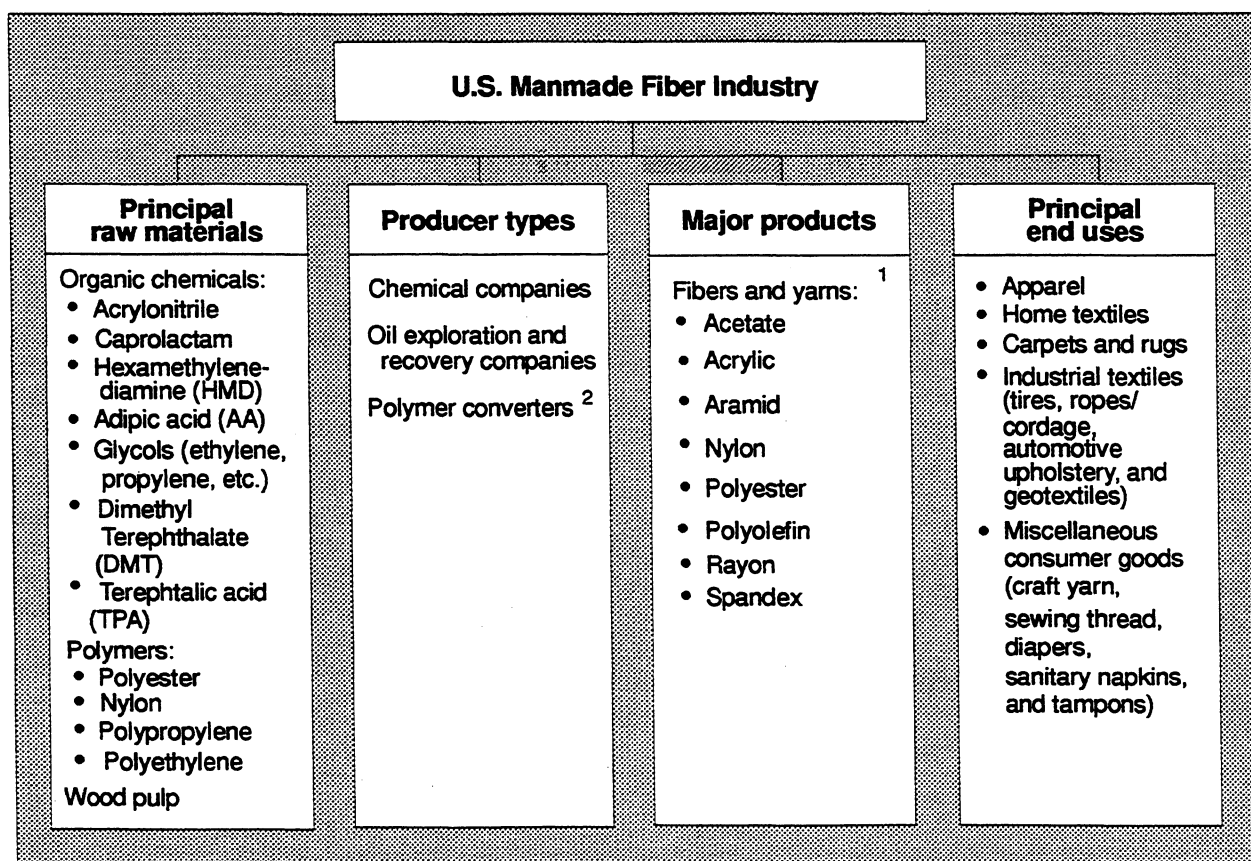 U.S. Manmade Fiber Industry
Principal
raw materials
Organic chemicals:
• Acrylonitrile
• Caprolactam
• Hexamethylene-
diamine (HMD)
• Adipic acid (AA)
• Glycols (ethylene,
propylene, etc.)
• Dimethyl
Terephthalate
(DMT)
• Terephtalic acid
(TPA)
Polymers:
• Polyester
• Nylon
• Polypropylene
• Polyethylene
Wood pulp
Producer types
Chemical companies
Oil exploration and
recovery companies
Polymer converters 2
Major products
Fibers and yarns: 1
• Acetate
• Acrylic
• Aramid
• Nylon
• Polyester
• Polyolefin
• Rayon
• Spandex
Principal
end uses
• Apparel
• Home textiles
• Carpets and rugs
• Industrial textiles
(tires, ropes/
cordage,
automotive
upholstery, and
geotextiles)
• Miscellaneous
consumer goods
(craft yarn,
sewing thread,
diapers,
sanitary napkins,
and tampons)